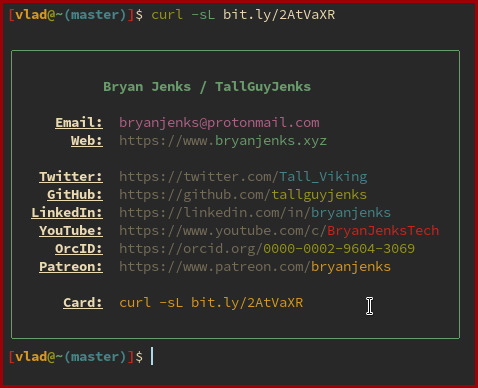 [vlad@~(master)]$ curl -sL bit.ly/2AtVaXR
Bryan Jenks / TallGuyJenks
Email: bryanjenks@protonmail.com
Web: https://www.bryanjenks.xyz
Twitter: https://twitter.com/Tall_Viking
GitHub: https://github.com/tallguyjenks
LinkedIn: https://linkedin.com/in/bryanjenks
YouTube: https://www.youtube.com/c/BryanJenksTech
OrcID: https://orcid.org/0000-0002-9604-3069
Patreon: https://www.patreon.com/bryanjenks
Card: curl -sL bit.ly/2AtVaXR
[vlad@~(master)]$